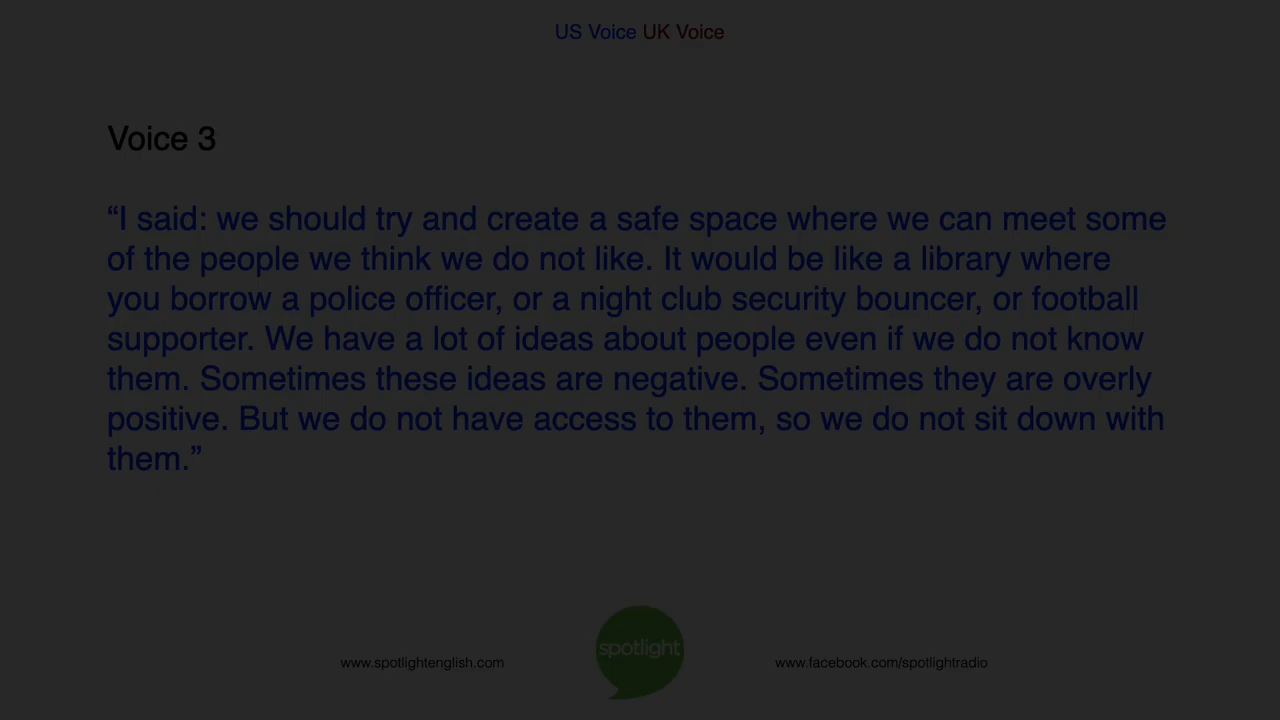 US Voice UK Voice
Voice 3
“I said: we should try and create a safe space where we can meet some
of the people we think we do not like. It would be like a library where
you borrow a police officer, or a night club security bouncer, or football
supporter. We have a lot of ideas about people even if we do not know
them. Sometimes these ideas are negative. Sometimes they are overly
positive. But we do not have access to them, so we do not sit down with
them.”
spotlight
www.spotlightenglish.com
www.facebook.com/spotlightradio